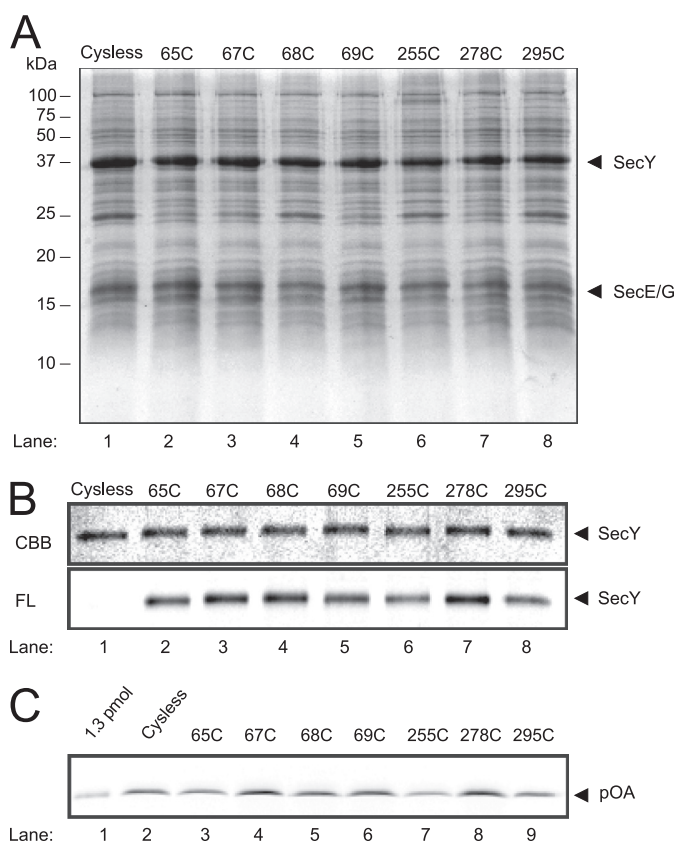 A
Cysless 65C 67C 68C 69C 255C 278C 295C
kDa
100
75
50
37 ◄ SecY
25
20
15 ◄ SecE/G
10
Lane: 1 2 3 4 5 6 7 8
B
Cysless 65C 67C 68C 69C 255C 278C 295C
CBB ◄ SecY
FL ◄ SecY
Lane: 1 2 3 4 5 6 7 8
C
1.3 pmol Cysless 65C 67C 68C 69C 255C 278C 295C
◄ pOA
Lane: 1 2 3 4 5 6 7 8 9